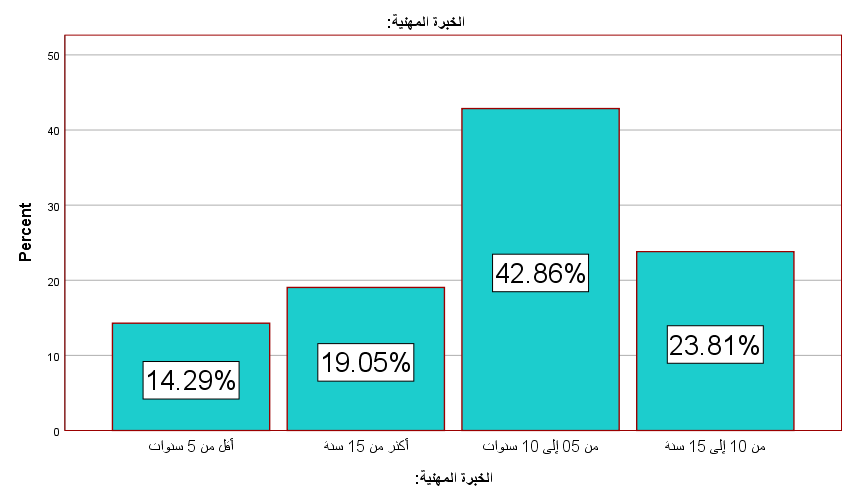 الخبرة المهنية:
50
40
30
20
10
0
Percent
14.29%
19.05%
42.86%
23.81%
أقل من 5 سنوات
أكثر من 15 سنة
من 05 إلى 10 سنوات
من 10 إلى 15 سنة
الخبرة المهنية: